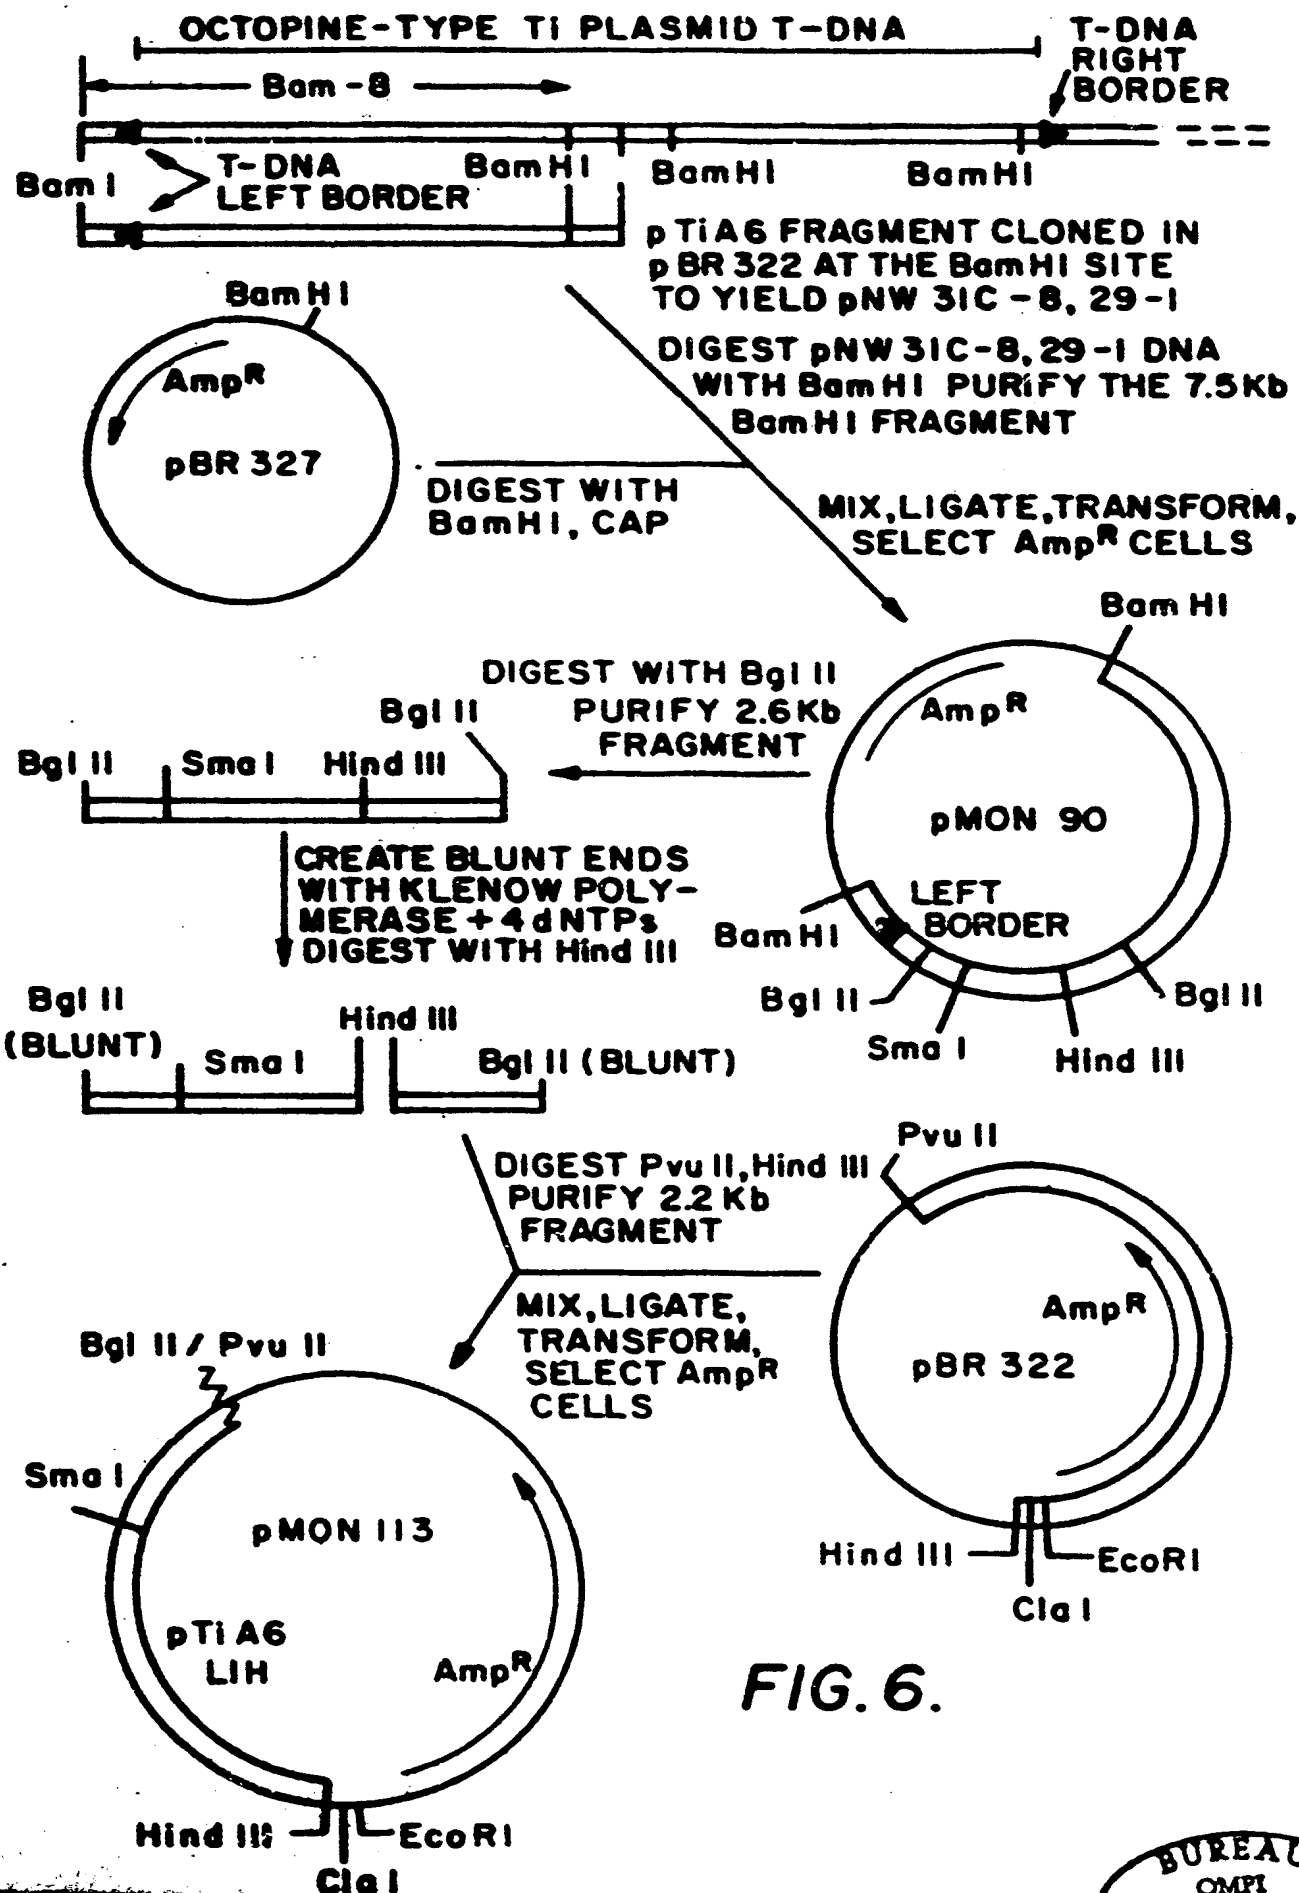 OCTOPINE-TYPE Ti PLASMID T-DNA
T-DNA
RIGHT
BORDER
Bam-8
Bam I
T-DNA
LEFT BORDER
BamHI
BamHI
BamHI
pTiA6 FRAGMENT CLONED IN
pBR 322 AT THE BamHI SITE
TO YIELD pNW 31C-8, 29-1
BamHI
AmpR
pBR 327
DIGEST pNW 31C-8, 29-1 DNA
WITH BamHI PURIFY THE 7.5Kb
BamHI FRAGMENT
DIGEST WITH
BamHI, CAP
MIX, LIGATE, TRANSFORM,
SELECT AmpR CELLS
BamHI
AmpR
pMON 90
LEFT
BORDER
BamHI
Bgl II
Sma I
Hind III
Bgl II
DIGEST WITH Bgl II
PURIFY 2.6Kb
FRAGMENT
Bgl II
Bgl II
Sma I
Hind III
CREATE BLUNT ENDS
WITH KLENOW POLY-
MERASE + 4dNTPs
DIGEST WITH Hind III
Bgl II
(BLUNT)
Sma I
Hind III
Bgl II (BLUNT)
Pvu II
AmpR
pBR 322
Hind III
EcoRI
Cla I
DIGEST Pvu II, Hind III
PURIFY 2.2 Kb
FRAGMENT
MIX, LIGATE,
TRANSFORM,
SELECT AmpR
CELLS
Bgl II / Pvu II
Sma I
pMON 113
pTiA6
LIH
AmpR
Hind III
EcoRI
Cla I
FIG. 6.
BUREAU
OMPI